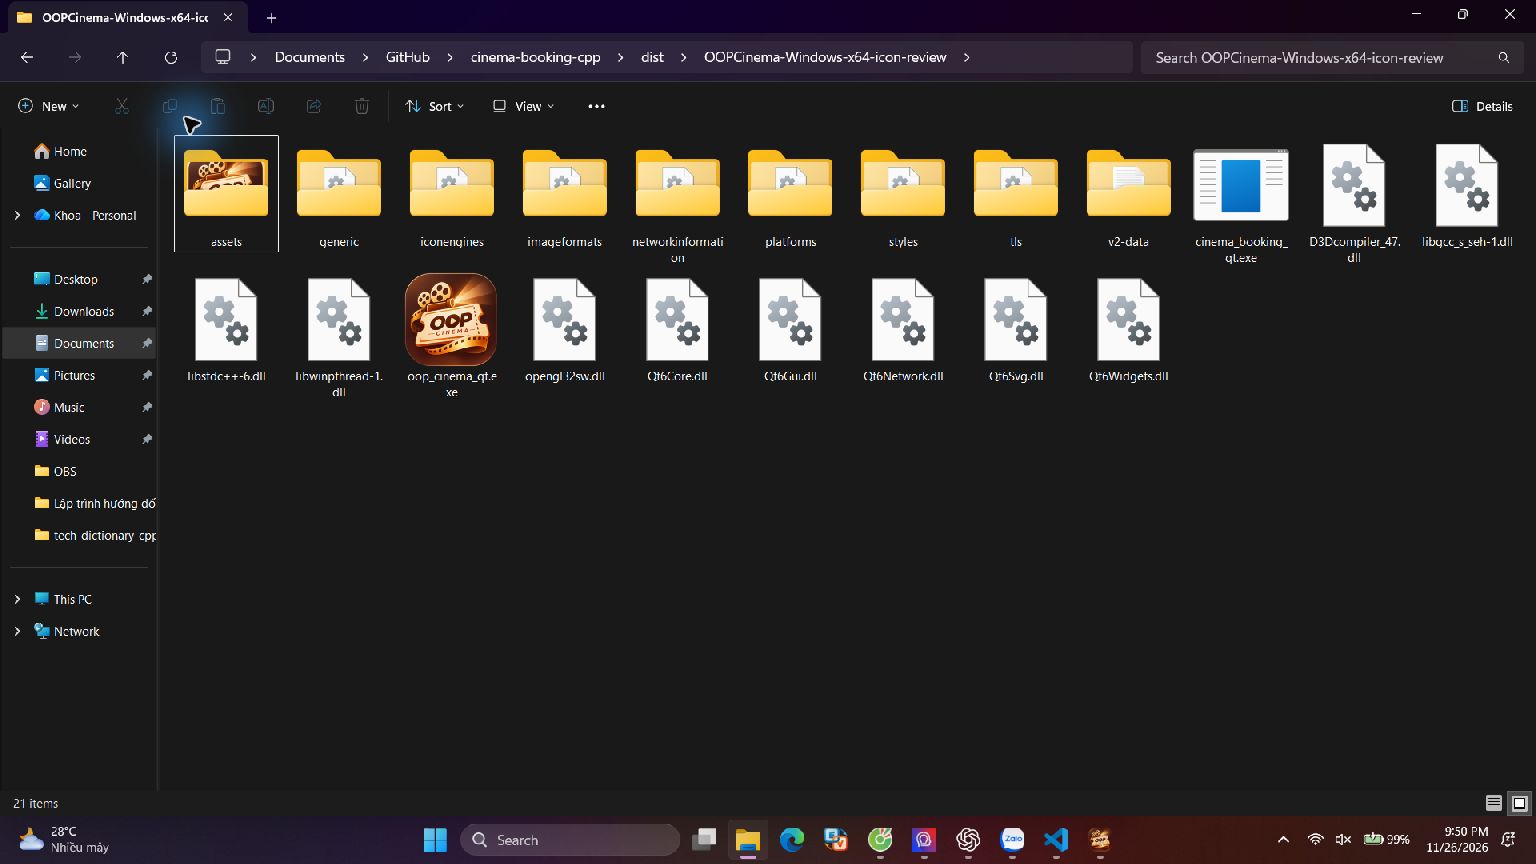 OOPCinema-Windows-x64-ico
Documents
GitHub
cinema-booking-cpp
dist
OOPCinema-Windows-x64-icon-review
Search OOPCinema-Windows-x64-icon-review
New
Sort
View
Details
Home
Gallery
Khoa - Personal
Desktop
Downloads
Documents
Pictures
Music
Videos
OBS
Lập trình hướng đố
tech_dictionary_cpp
This PC
Network
assets
generic
iconengines
imageformats
networkinformati
on
platforms
styles
tls
v2-data
cinema_booking_
qt.exe
D3Dcompiler_47.
dll
libgcc_s_seh-1.dll
libstdc++-6.dll
libwinpthread-1.
dll
OOP
CINEMA
oop_cinema_qt.e
xe
opengl32sw.dll
Qt6Core.dll
Qt6Gui.dll
Qt6Network.dll
Qt6Svg.dll
Qt6Widgets.dll
21 items
28°C
Nhiều mây
Search
Zalo
99%
9:50 PM
11/26/2026